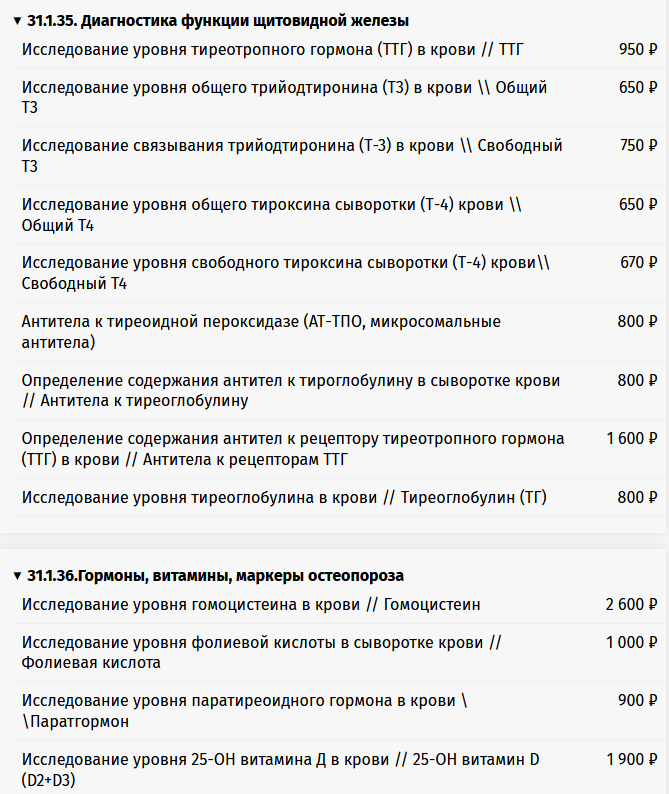 ▼ 31.1.35. Диагностика функции щитовидной железы
Исследование уровня тиреотропного гормона (ТТГ) в крови // ТТГ 950 ₽
Исследование уровня общего трийодтиронина (Т3) в крови \\ Общий 650 ₽
Т3
Исследование связывания трийодтиронина (Т-3) в крови \\ Свободный 750 ₽
Т3
Исследование уровня общего тироксина сыворотки (Т-4) крови \\ 650 ₽
Общий Т4
Исследование уровня свободного тироксина сыворотки (Т-4) крови\\ 670 ₽
Свободный Т4
Антитела к тиреоидной пероксидазе (АТ-ТПО, микросомальные 800 ₽
антитела)
Определение содержания антител к тироглобулину в сыворотке крови 800 ₽
// Антитела к тиреоглобулину
Определение содержания антител к рецептору тиреотропного гормона 1 600 ₽
(ТТГ) в крови // Антитела к рецепторам ТТГ
Исследование уровня тиреоглобулина в крови // Тиреоглобулин (ТГ) 800 ₽
▼ 31.1.36.Гормоны, витамины, маркеры остеопороза
Исследование уровня гомоцистеина в крови // Гомоцистеин 2 600 ₽
Исследование уровня фолиевой кислоты в сыворотке крови // 1 000 ₽
Фолиевая кислота
Исследование уровня паратиреоидного гормона в крови \ 900 ₽
\Паратгормон
Исследование уровня 25-OH витамина Д в крови // 25-OH витамин D 1 900 ₽
(D2+D3)